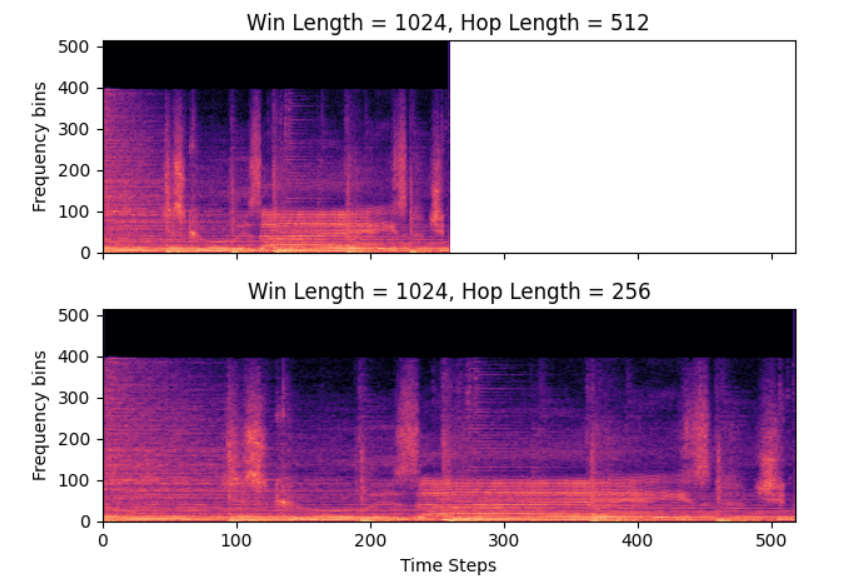 Win Length = 1024, Hop Length = 512
500
400
300
200
100
0
Frequency bins
Win Length = 1024, Hop Length = 256
500
400
300
200
100
0
Frequency bins
0 100 200 300 400 500
Time Steps